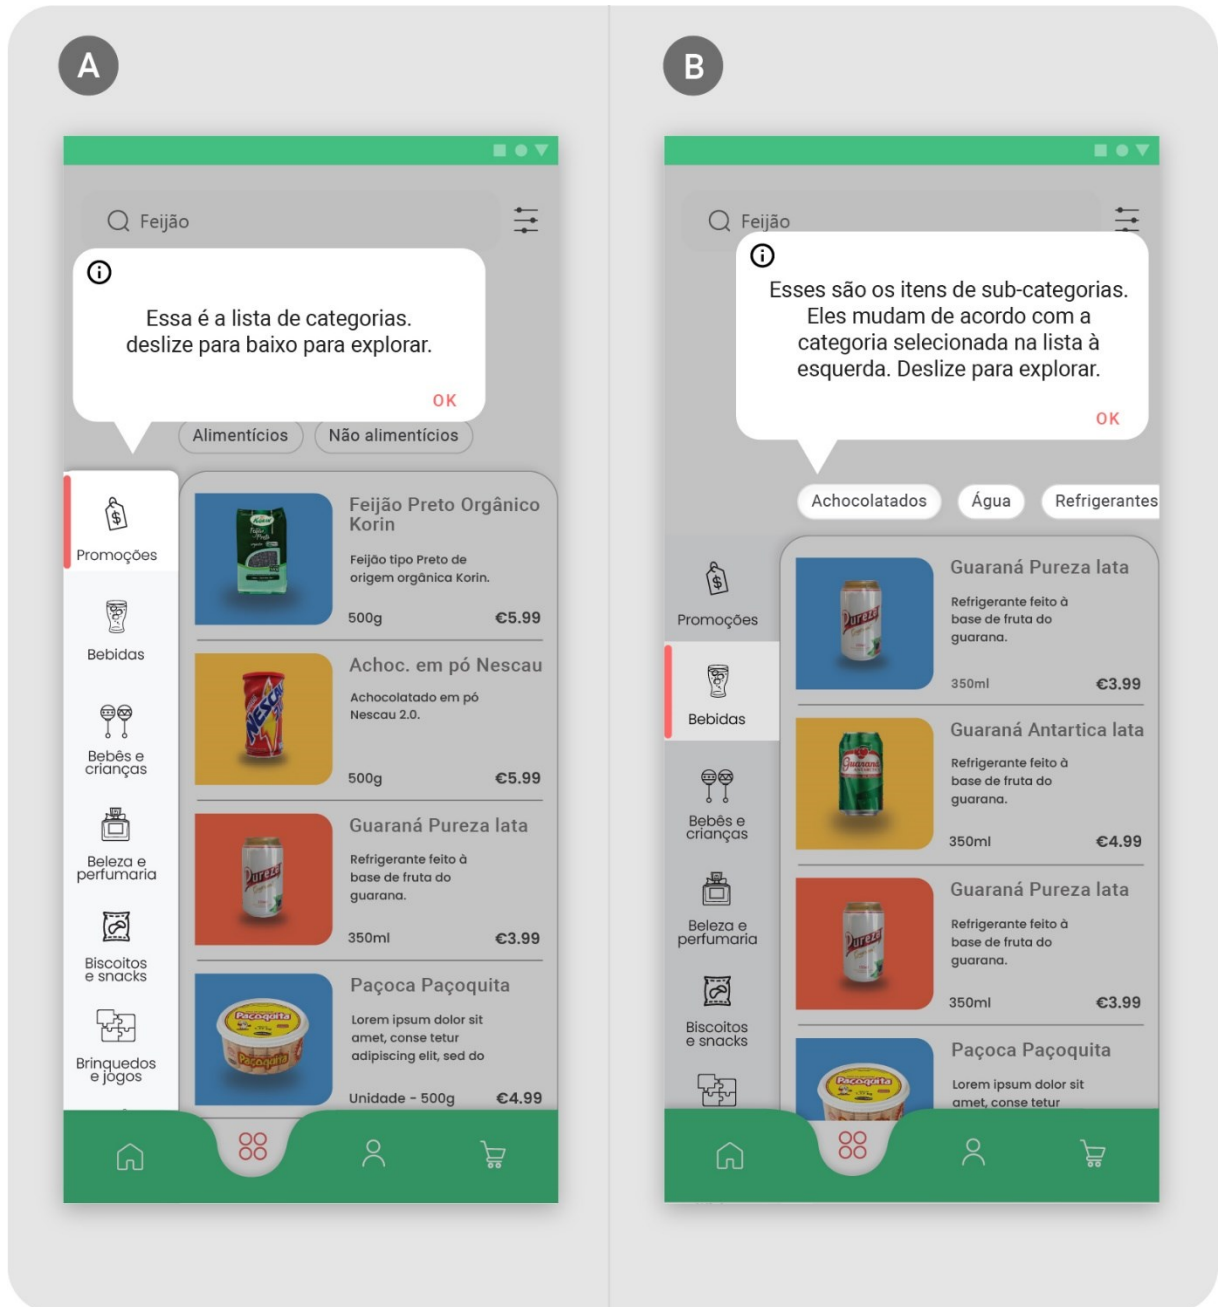 A
Feijão
Essa é a lista de categorias.
deslize para baixo para explorar.
OK
Alimentícios
Não alimentícios
Promoções
Bebidas
Bebês e
crianças
Beleza e
perfumaria
Biscoitos
e snacks
Brinquedos
e jogos
Feijão Preto Orgânico
Korin
Feijão tipo Preto de
origem orgânica Korin.
500g
€5.99
Achoc. em pó Nescau
Achocolatado em pó
Nescau 2.0.
500g
€5.99
NESCAU
Guaraná Pureza lata
Refrigerante feito à
base de fruta do
guarana.
350ml
€3.99
Pureza
Paçoca Paçoquita
Lorem ipsum dolor sit
amet, conse tetur
adipiscing elit, sed do
Unidade - 500g
€4.99
Paçoquita
Paçoquita
B
Feijão
Esses são os itens de sub-categorias.
Eles mudam de acordo com a
categoria selecionada na lista à
esquerda. Deslize para explorar.
OK
Achocolatados
Água
Refrigerantes
Promoções
Bebidas
Bebês e
crianças
Beleza e
perfumaria
Biscoitos
e snacks
Guaraná Pureza lata
Refrigerante feito à
base de fruta do
guarana.
350ml
€3.99
Pureza
Guaraná Antartica lata
Refrigerante feito à
base de fruta do
guarana.
350ml
€4.99
Guaraná
Guaraná Pureza lata
Refrigerante feito à
base de fruta do
guarana.
350ml
€3.99
Pureza
Paçoca Paçoquita
Lorem ipsum dolor sit
amet, conse tetur
Paçoquita